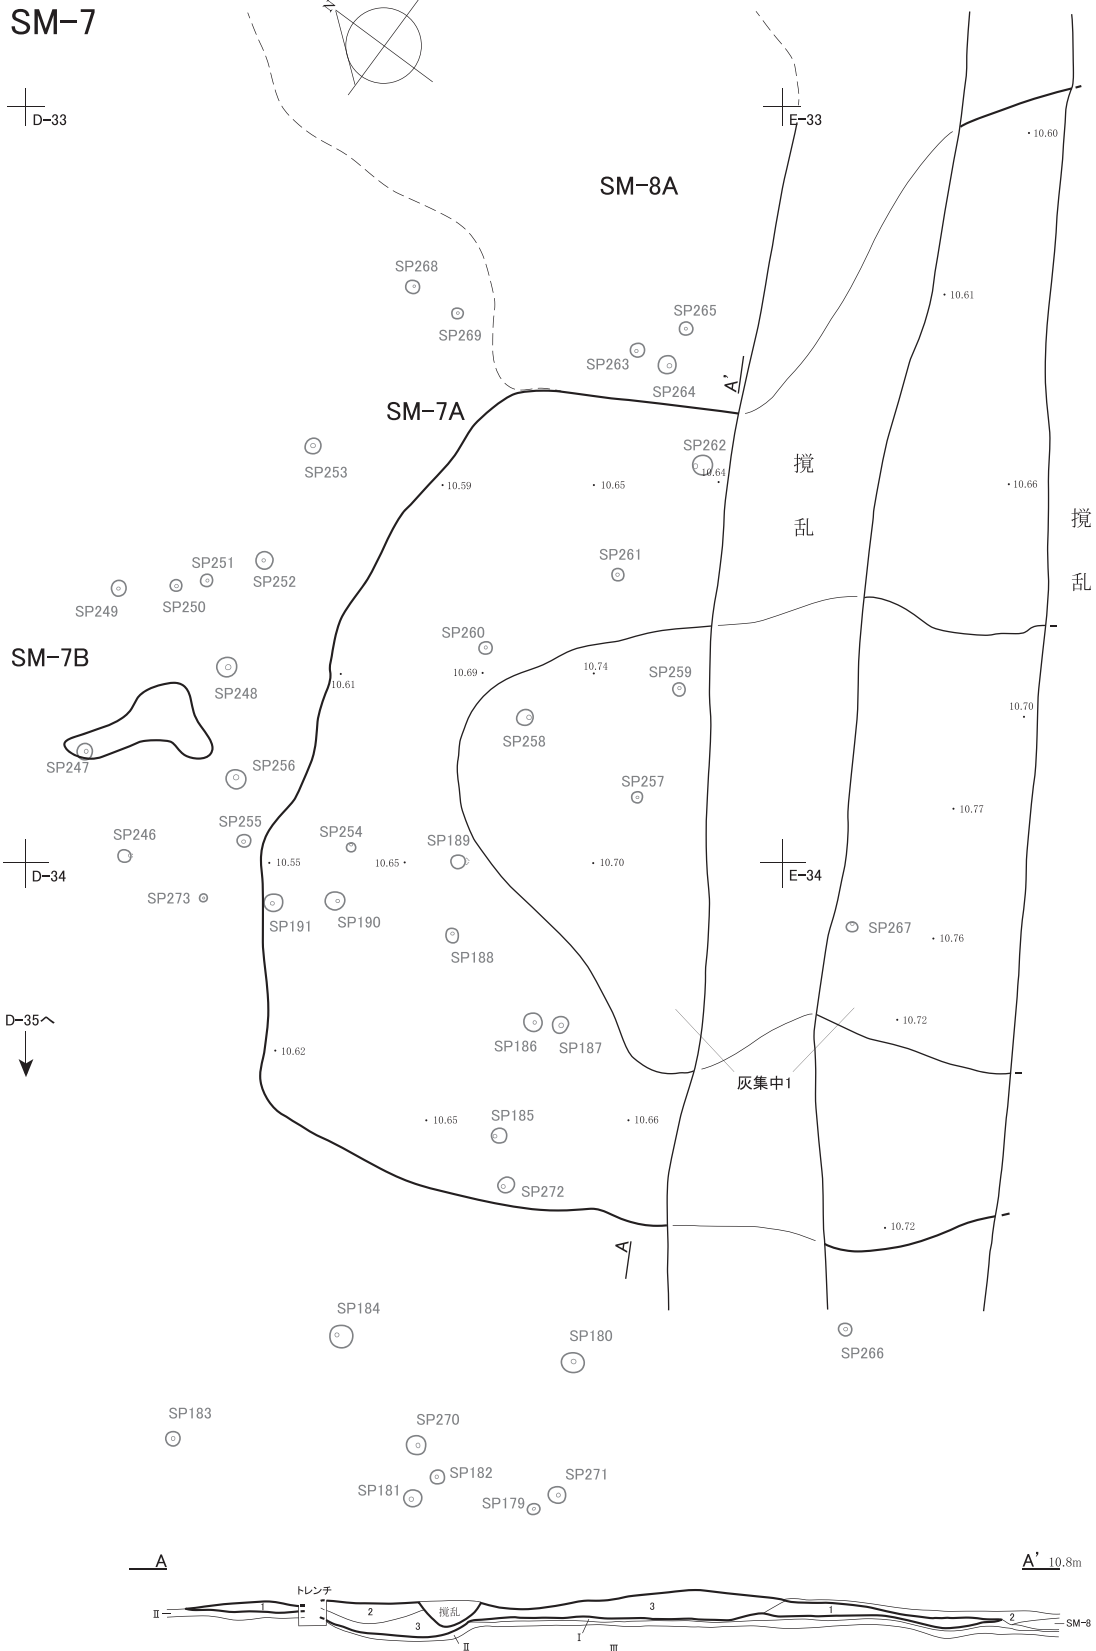 SM-7
N
D-33
E-33
10.60
SM-8A
SP268
10.61
SP269
SP265
SP263
SP264
A'
SM-7A
SP262
SP253
10.64
10.59
10.65
撹乱
10.66
撹乱
SP251
SP261
SP252
SP249
SP250
SP260
SM-7B
10.69
10.74
SP259
SP248
10.61
10.70
SP258
SP247
SP256
SP257
10.77
SP255
SP254
SP246
SP189
D-34
10.55
10.65
10.70
E-34
SP273
SP191
SP190
SP267
10.76
SP188
D-35へ
10.72
SP186
SP187
10.62
灰集中1
SP185
10.65
10.66
SP272
10.72
A
SP184
SP180
SP266
SP183
SP270
SP182
SP271
SP181
SP179
A
A' 10.8m
トレンチ
Ⅱ
1
2
撹乱
3
3
Ⅱ
Ⅰ
Ⅲ
1
2
SM-8